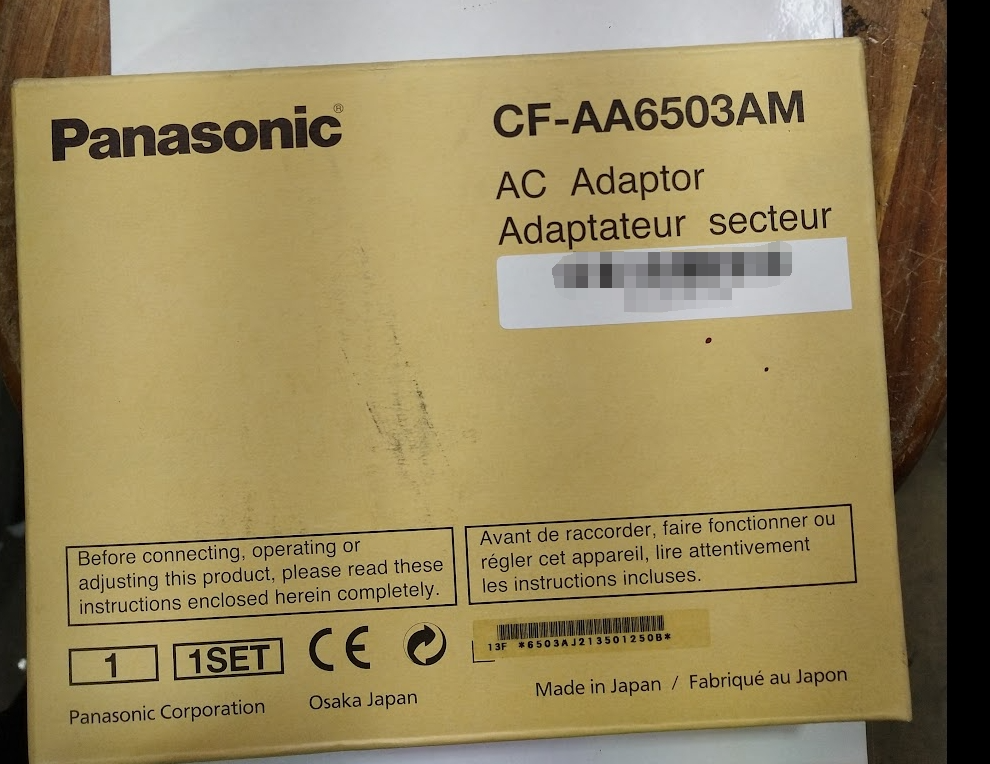 Panasonic®
CF-AA6503AM
AC Adaptor
Adaptateur secteur
Before connecting, operating or
adjusting this product, please read these
instructions enclosed herein completely.
Avant de raccorder, faire fonctionner ou
régler cet appareil, lire attentivement
les instructions incluses.
1
1SET
CE
13F *6503AJ213501250B*
Panasonic Corporation
Osaka Japan
Made in Japan / Fabriqué au Japon